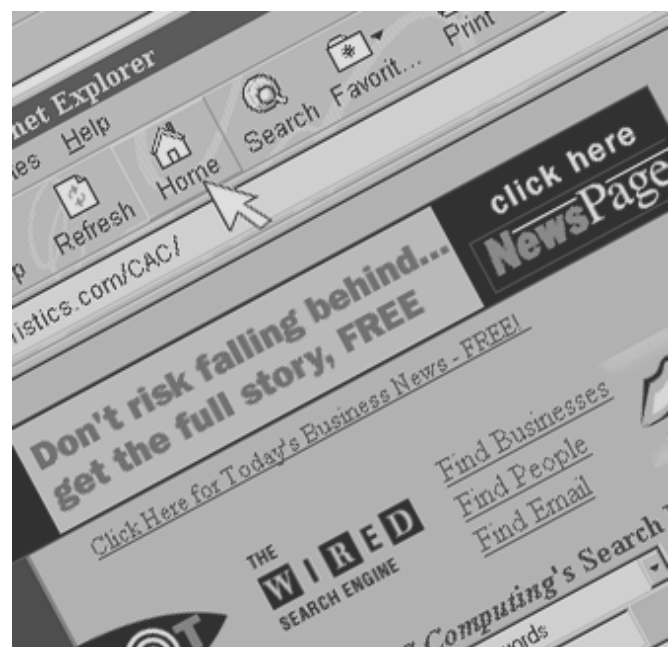 net Explorer
Help
Refresh
Home
Search
Favorit...
Print
istics.com/CAC/
click here
NewsPage
Don't risk falling behind...
get the full story, FREE
Click Here for Today's Business News - FREE!
Find Businesses
Find People
Find Email
THE
WIRED
SEARCH ENGINE
Computing's Search
words